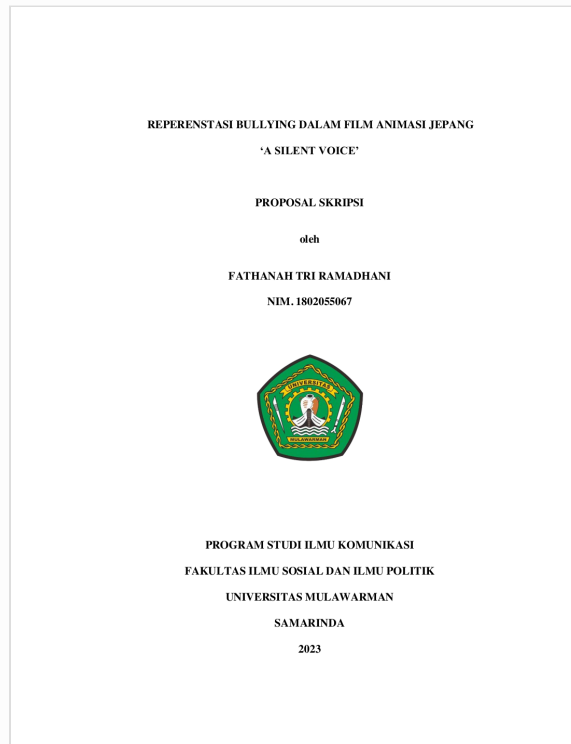 REPERENSTASI BULLYING DALAM FILM ANIMASI JEPANG
‘A SILENT VOICE’
PROPOSAL SKRIPSI
oleh
FATHANAH TRI RAMADHANI
NIM. 1802055067
UNIVERSITAS
MULAWARMAN
PROGRAM STUDI ILMU KOMUNIKASI
FAKULTAS ILMU SOSIAL DAN ILMU POLITIK
UNIVERSITAS MULAWARMAN
SAMARINDA
2023